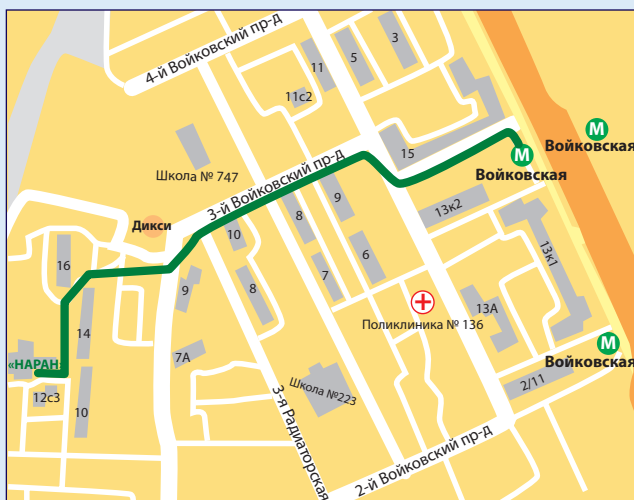 4-й Войковский пр-д
3
5
11
11с2
М
Войковская
М
Войковская
15
Школа № 747
3-й Войковский пр-д
13к2
9
8
Дикси
10
13к1
16
6
7
9
8
13А
Поликлиника № 136
14
7А
М
Войковская
«НАРАН»
Школа №223
2/11
12с3
10
3-я Радиаторская
2-й Войковский пр-д